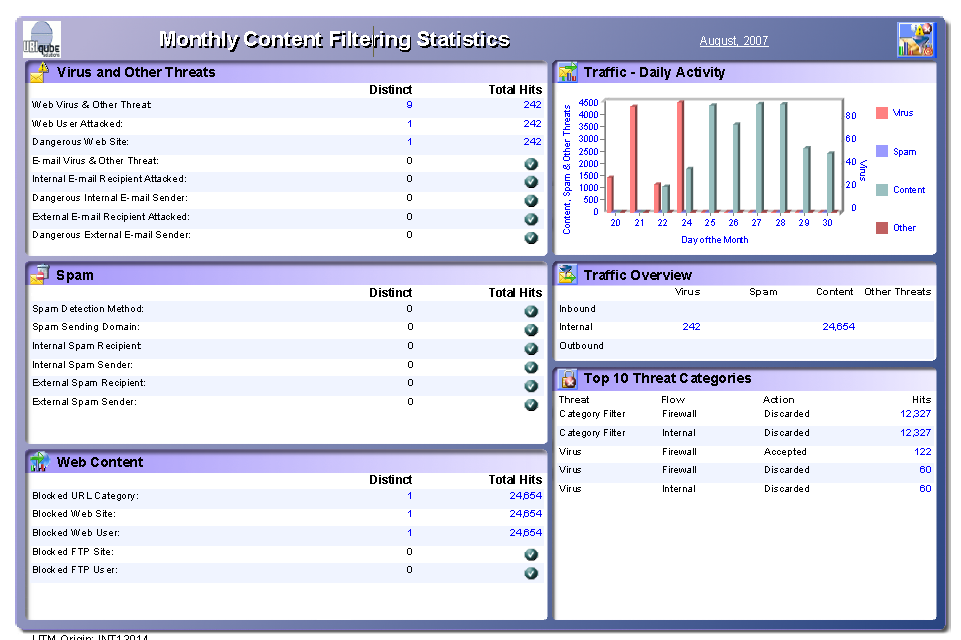 UBIqube
solutions
Monthly Content Filtering Statistics
August, 2007
Virus and Other Threats
Distinct Total Hits
Web Virus & Other Threat: 9 242
Web User Attacked: 1 242
Dangerous Web Site: 1 242
E-mail Virus & Other Threat: 0
Internal E-mail Recipient Attacked: 0
Dangerous Internal E-mail Sender: 0
External E-mail Recipient Attacked: 0
Dangerous External E-mail Sender: 0
Spam
Distinct Total Hits
Spam Detection Method: 0
Spam Sending Domain: 0
Internal Spam Recipient: 0
Internal Spam Sender: 0
External Spam Recipient: 0
External Spam Sender: 0
Web Content
Distinct Total Hits
Blocked URL Category: 1 24,654
Blocked Web Site: 1 24,654
Blocked Web User: 1 24,654
Blocked FTP Site: 0
Blocked FTP User: 0
Traffic - Daily Activity
Content, Spam & Other Threats
4500
4000
3500
3000
2500
2000
1500
1000
500
0
80
60
40
20
0
Virus
20 21 22 24 25 26 27 28 29 30
Day of the Month
Virus
Spam
Content
Other
Traffic Overview
Virus Spam Content Other Threats
Inbound
Internal 242 24,654
Outbound
Top 10 Threat Categories
Threat Flow Action Hits
Category Filter Firewall Discarded 12,327
Category Filter Internal Discarded 12,327
Virus Firewall Accepted 122
Virus Firewall Discarded 60
Virus Internal Discarded 60
UTM Origin: INT12014